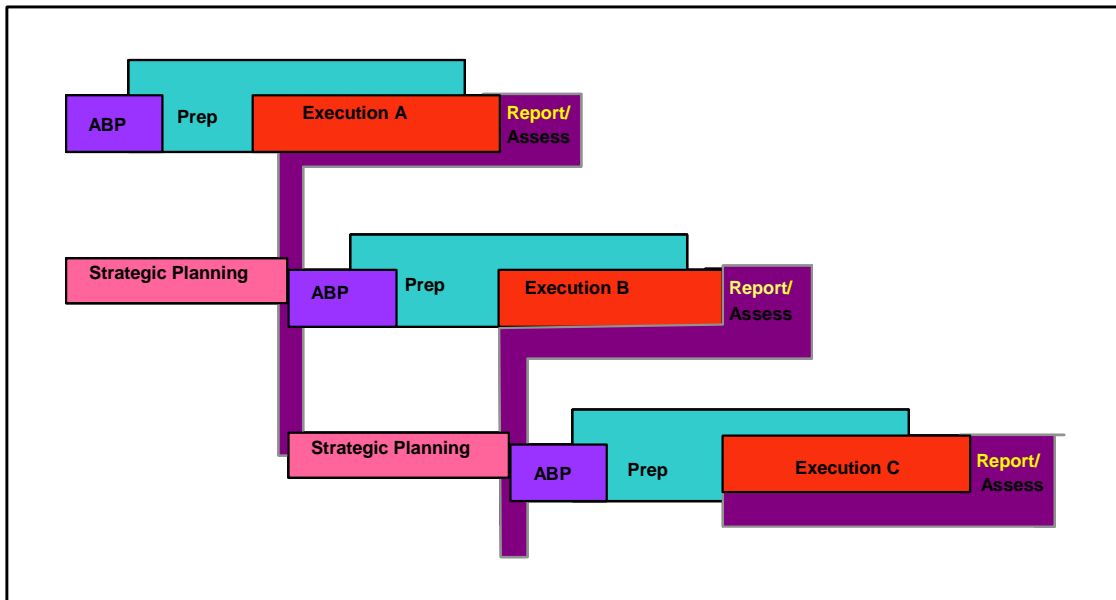 ABP
Prep
Execution A
Report/
Assess
Strategic Planning
ABP
Prep
Execution B
Report/
Assess
Strategic Planning
ABP
Prep
Execution C
Report/
Assess